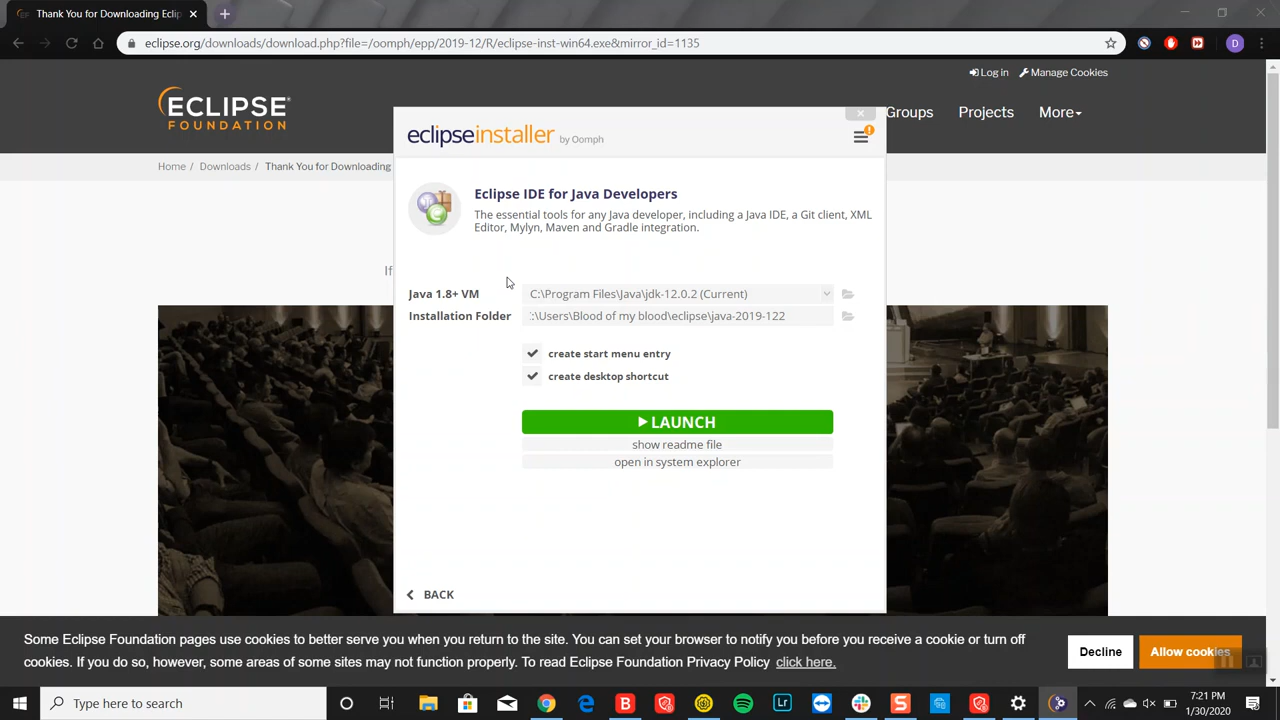 Thank You for Downloading Ecli
eclipse.org/downloads/download.php?file=/oomph/epp/2019-12/R/eclipse-inst-win64.exe&mirror_id=1135
D
Log in
Manage Cookies
ECLIPSE
FOUNDATION
Groups
Projects
More
Home / Downloads / Thank You for Downloading
eclipseinstaller by Oomph
Eclipse IDE for Java Developers
The essential tools for any Java developer, including a Java IDE, a Git client, XML
Editor, Mylyn, Maven and Gradle integration.
If
Java 1.8+ VM
C:\Program Files\Java\jdk-12.0.2 (Current)
Installation Folder
:\Users\Blood of my blood\eclipse\java-2019-122
create start menu entry
create desktop shortcut
LAUNCH
show readme file
open in system explorer
BACK
Some Eclipse Foundation pages use cookies to better serve you when you return to the site. You can set your browser to notify you before you receive a cookie or turn off
cookies. If you do so, however, some areas of some sites may not function properly. To read Eclipse Foundation Privacy Policy click here.
Decline
Allow cookies
Type here to search
7:21 PM
1/30/2020